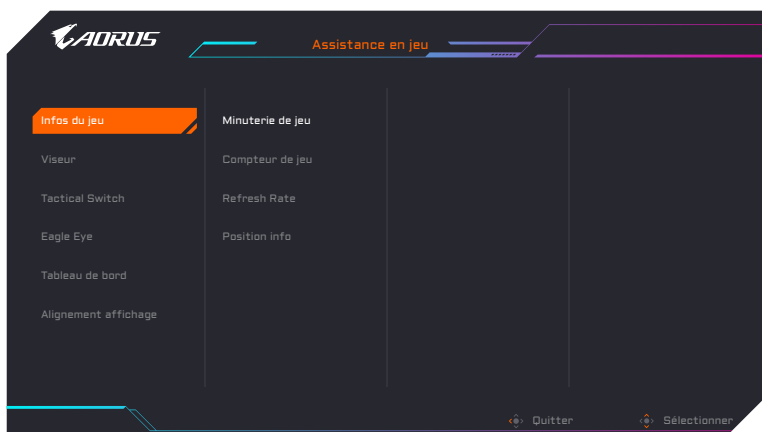 AORUS
Assistance en jeu
Infos du jeu
Minuterie de jeu
Viseur
Compteur de jeu
Tactical Switch
Refresh Rate
Eagle Eye
Position info
Tableau de bord
Alignement affichage
Quitter
Sélectionner